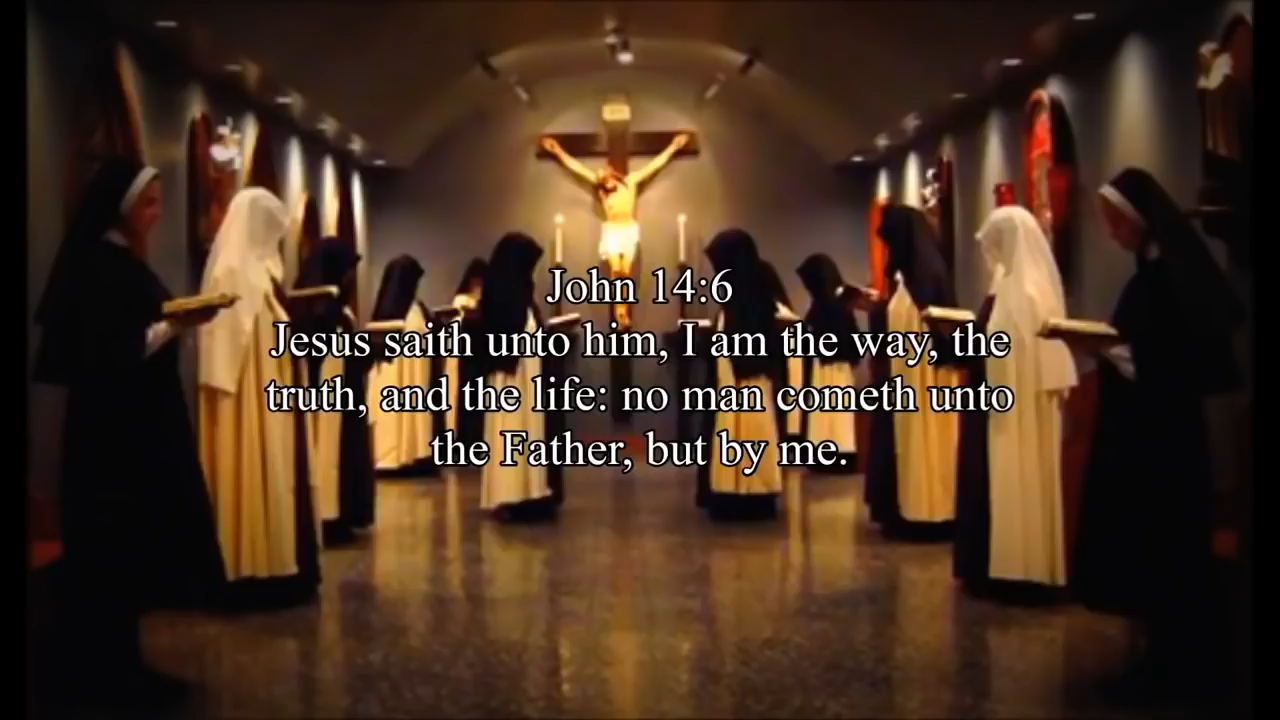 John 14:6
Jesus saith unto him, I am the way, the
truth, and the life: no man cometh unto
the Father, but by me.